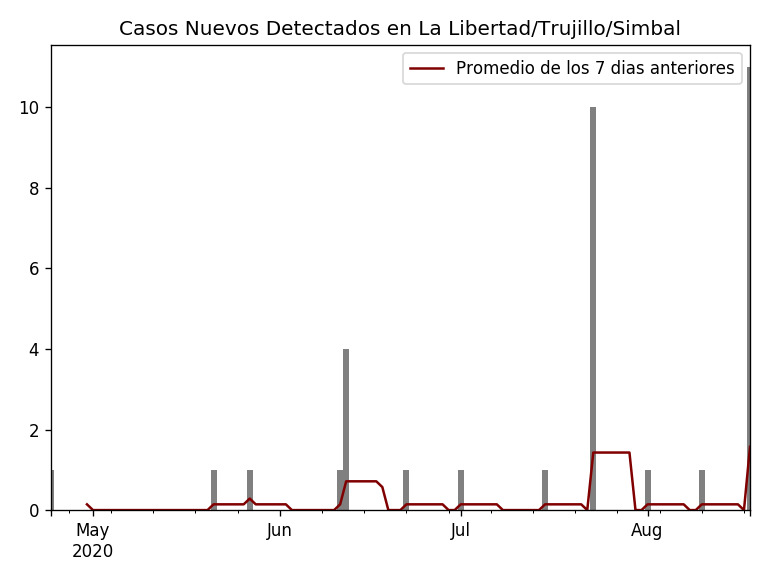 Casos Nuevos Detectados en La Libertad/Trujillo/Simbal
Promedio de los 7 dias anteriores
10
8
6
4
2
0
May Jun Jul Aug
2020